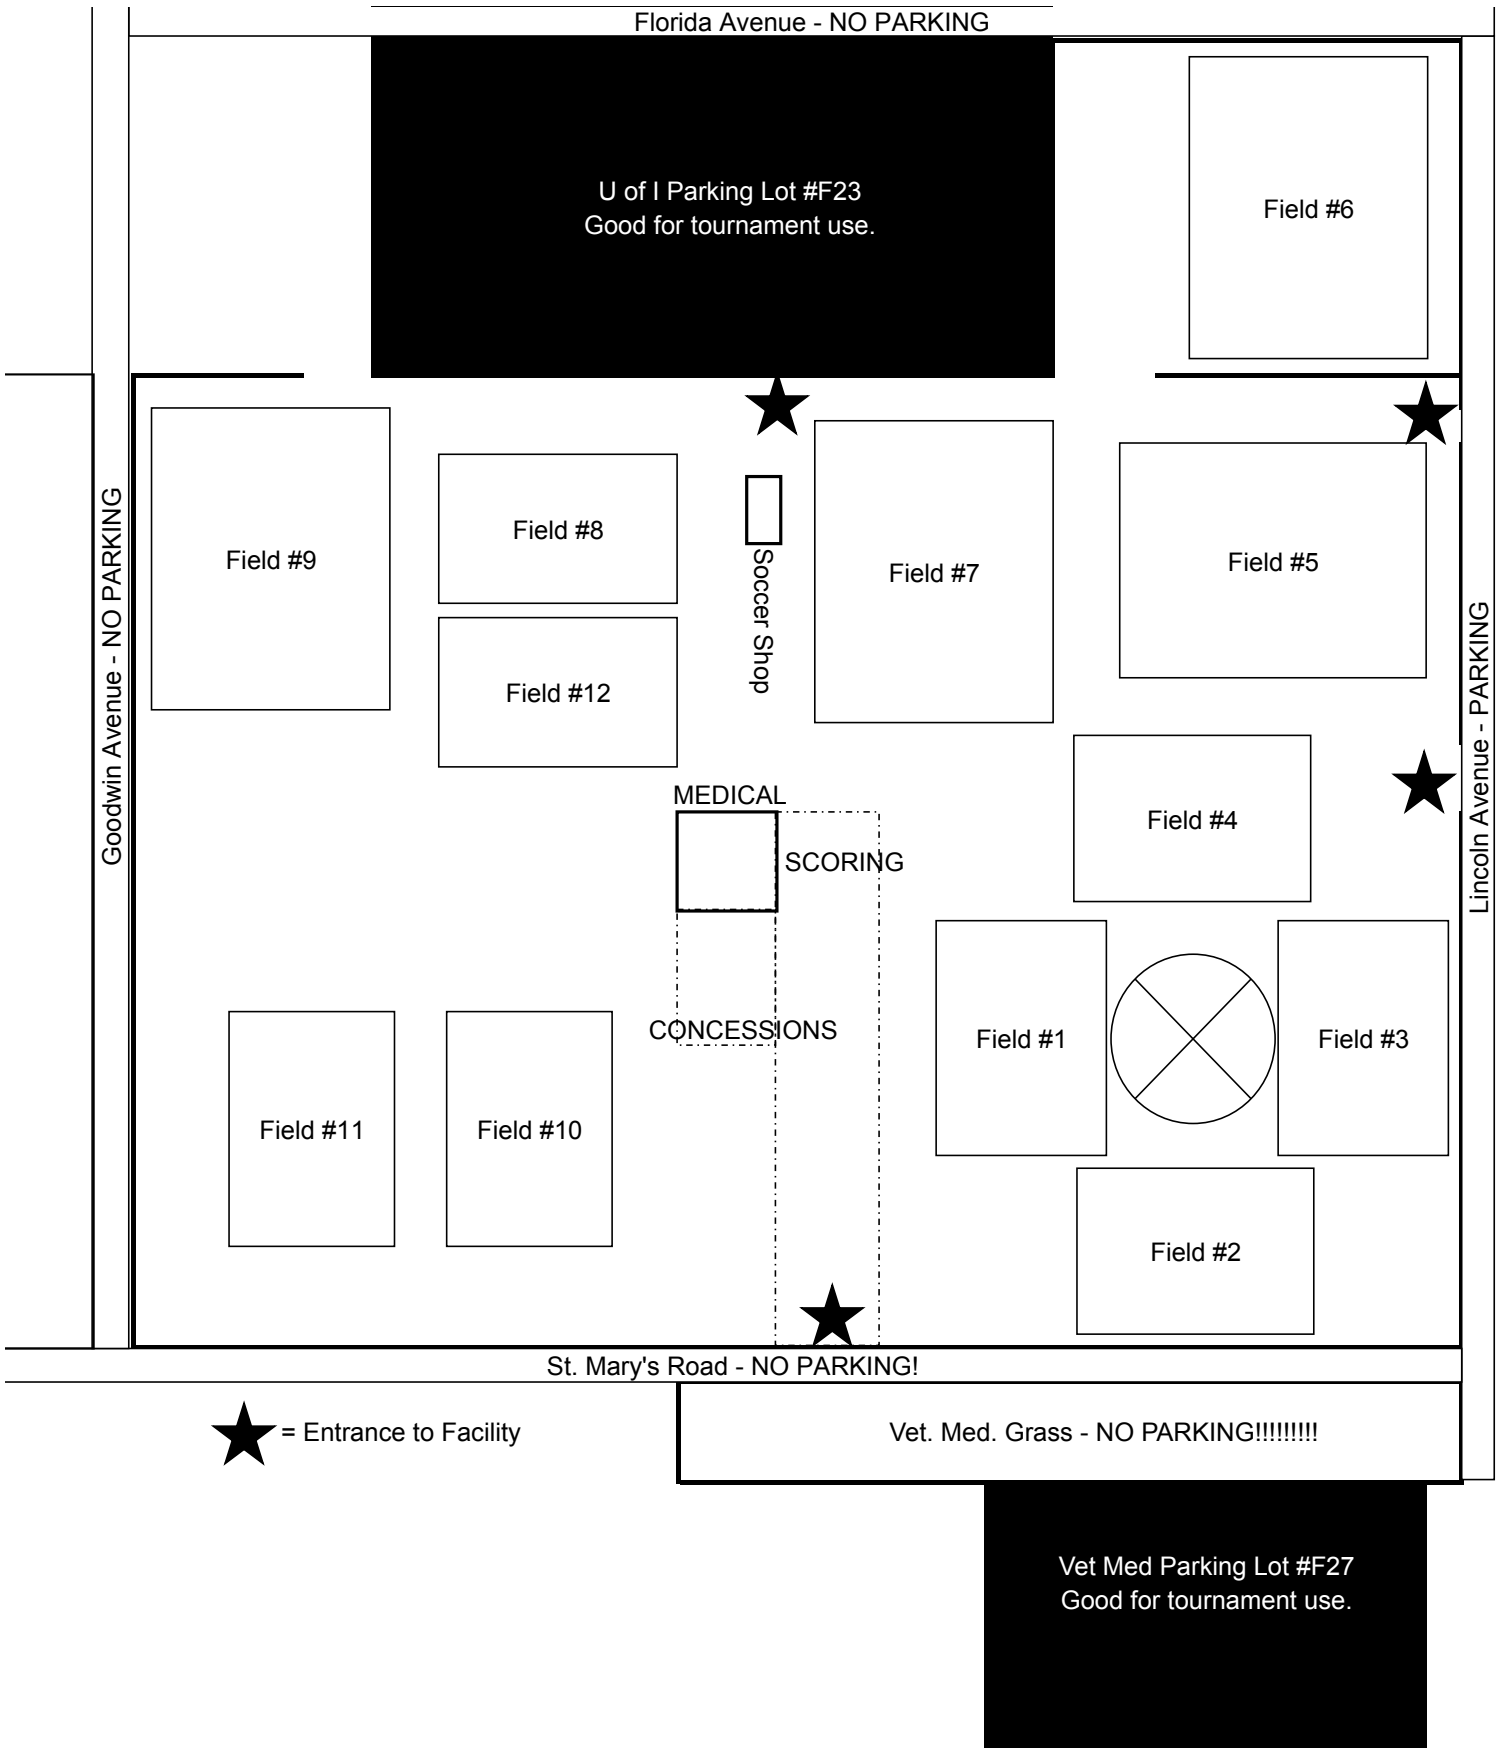 Florida Avenue - NO PARKING
U of I Parking Lot #F23
Good for tournament use.
Field #6
Goodwin Avenue - NO PARKING
Field #9
Field #8
Soccer Shop
Field #7
Field #5
Lincoln Avenue - PARKING
Field #12
MEDICAL
SCORING
Field #4
CONCESSIONS
Field #1
Field #3
Field #11
Field #10
Field #2
St. Mary's Road - NO PARKING!
= Entrance to Facility
Vet. Med. Grass - NO PARKING!!!!!!!!!
Vet Med Parking Lot #F27
Good for tournament use.